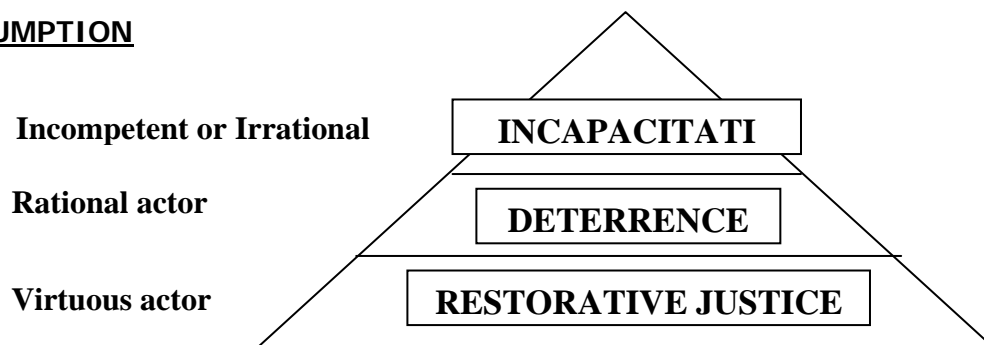 UMPTION
Incompetent or Irrational INCAPACITATI
Rational actor DETERRENCE
Virtuous actor RESTORATIVE JUSTICE